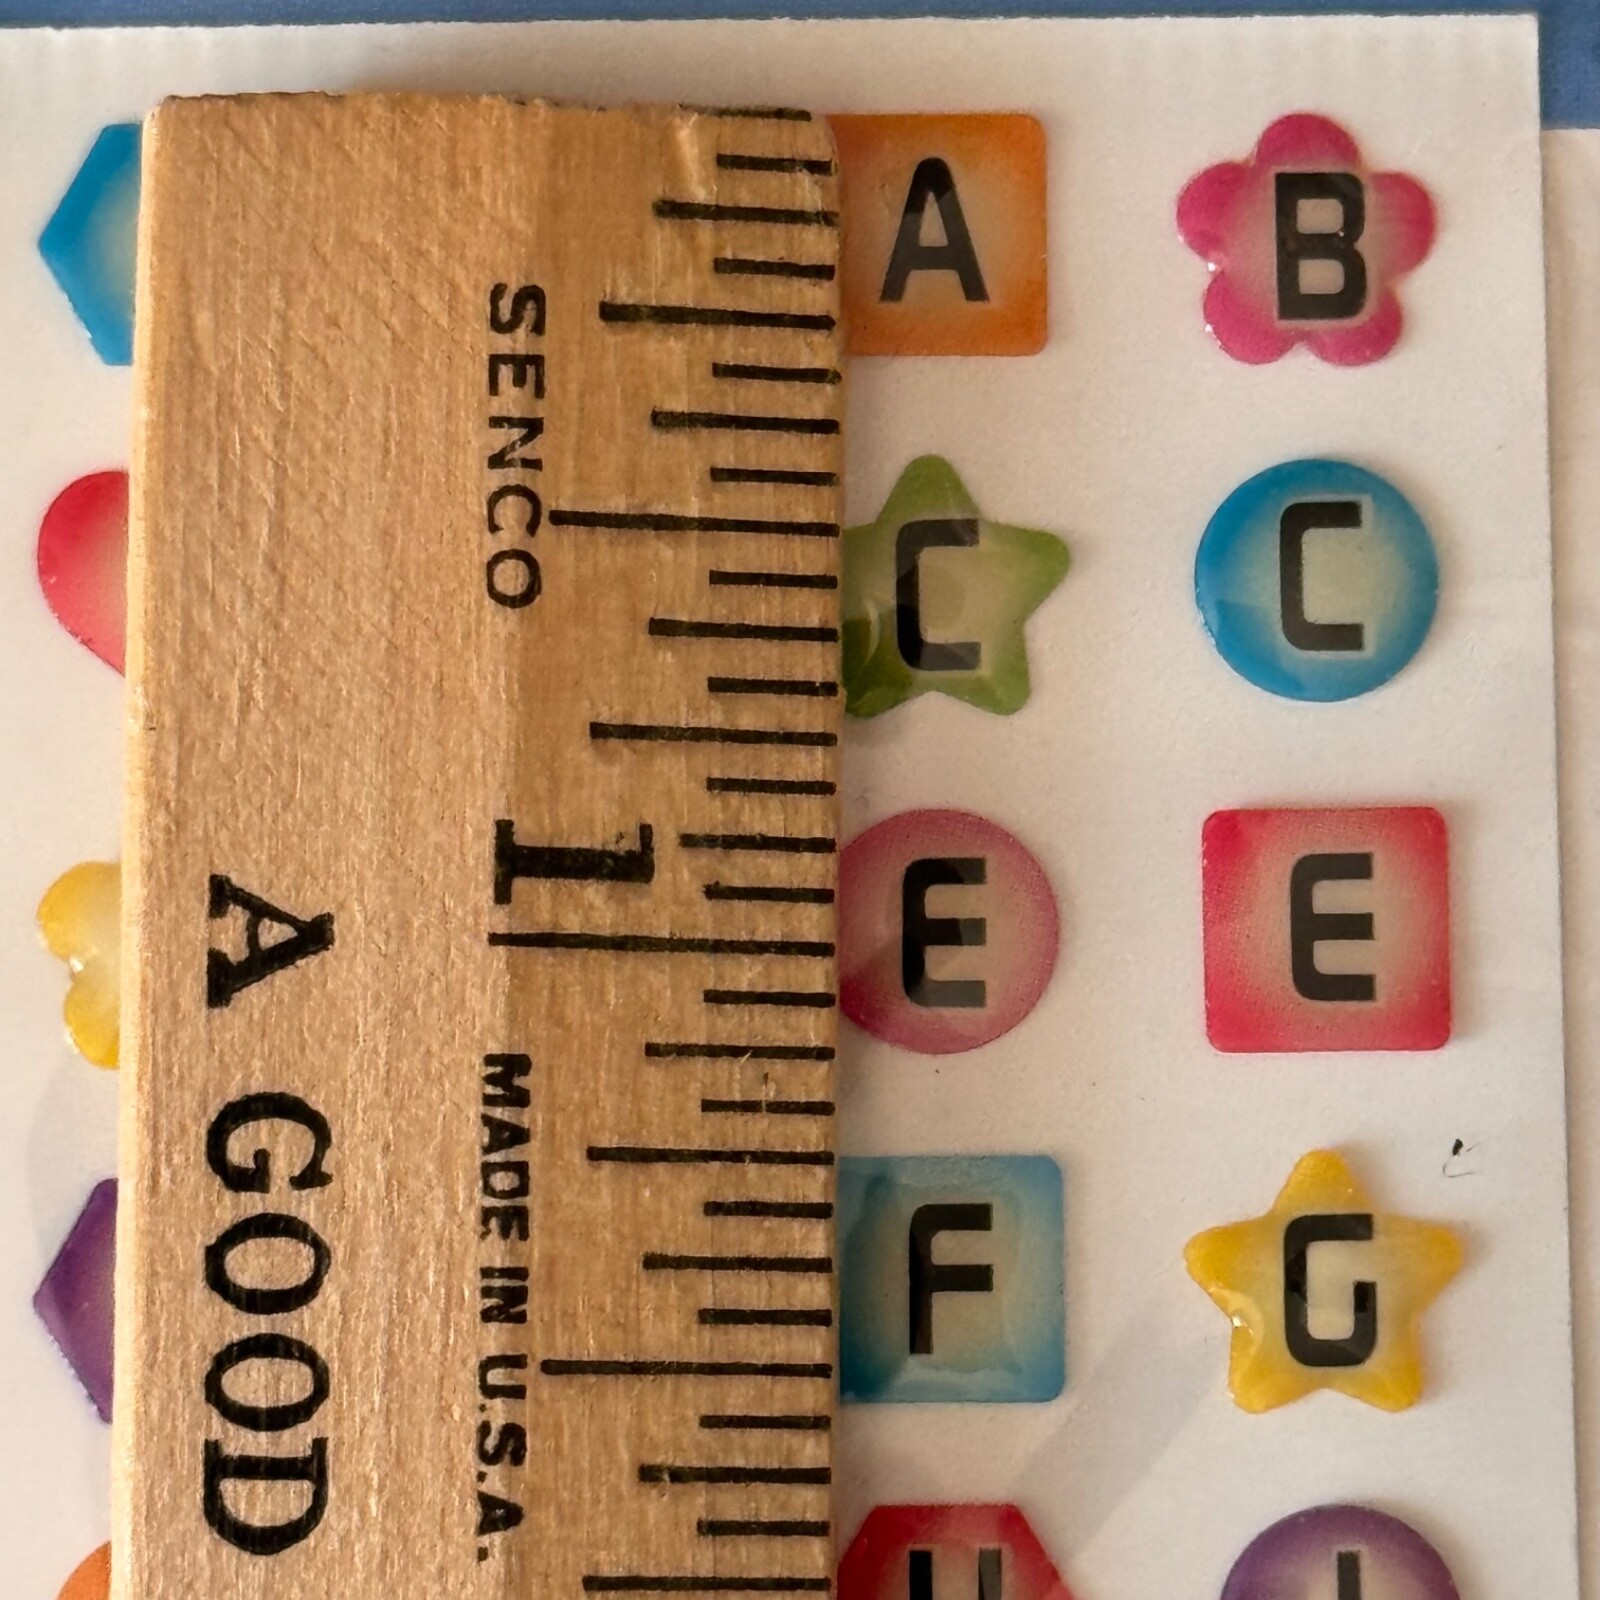 A B
SENCO
C C
1
E E
A GOOD
MADE IN U.S.A.
F G